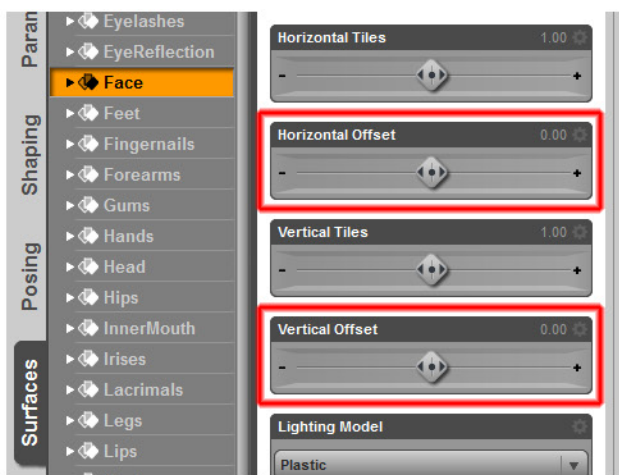 Param
Shaping
Posing
Surfaces
Eyelashes
EyeReflection
Face
Feet
Fingernails
Forearms
Gums
Hands
Head
Hips
InnerMouth
Irises
Lacrimals
Legs
Lips
Horizontal Tiles 1.00
- +
Horizontal Offset 0.00
- +
Vertical Tiles 1.00
- +
Vertical Offset 0.00
- +
Lighting Model
Plastic